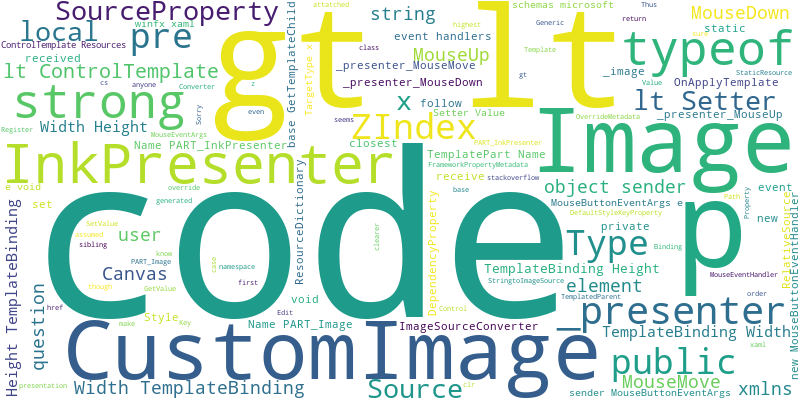 SourceProperty
winfx xaml
attatched
highest
schemas microsoft
Generic
return
Thus
MouseDown
local
pre
gt
lt
string
event handlers
typeof
static
ControlTemplate Resources
received
MouseUp
_presenter_MouseMove
class
lt ControlTemplate
_presenter_MouseDown
Template
_image
OnApplyTemplate
StaticResource
Value
cs
anyone
Converter
TargetType x
base GetTemplateChild
z
gt
lt Setter
strong
Sorry
even
x
follow
Setter Value
OverrideMetadata
_presenter_MouseUp
Width Height
Register
MouseEventArgs
seems
ZIndex
Image
Name PART_InkPresenter
closest
PART_InkPresenter
TemplatePart Name
FrameworkPropertyMetadata
InkPresenter
receive
stackoverflow
base
object sender
event
e void
override
generated
code
p
MouseButtonEventArgs e
DefaultStyleKeyProperty
Path
Property
new
set
SetValue
assumed
sibling
user
private
Type
Binding
RelativeSource
new MouseButtonEventHandler
ResourceDictionary
DependencyProperty
clearer
know
PART_Image
case
namespace
Canvas
first
TemplateBinding Height
MouseEventHandler
StringtoImageSource
TemplatedParent
element
Height TemplateBinding
question
though
href
GetValue
void
Control
order
Style
Key
Edit
make
Name PART_Image
ImageSourceConverter
_presenter
TemplateBinding Width
CustomImage
xaml
public
presentation
Width TemplateBinding
clr
Source
MouseMove
xmlns
sender MouseButtonEventArgs